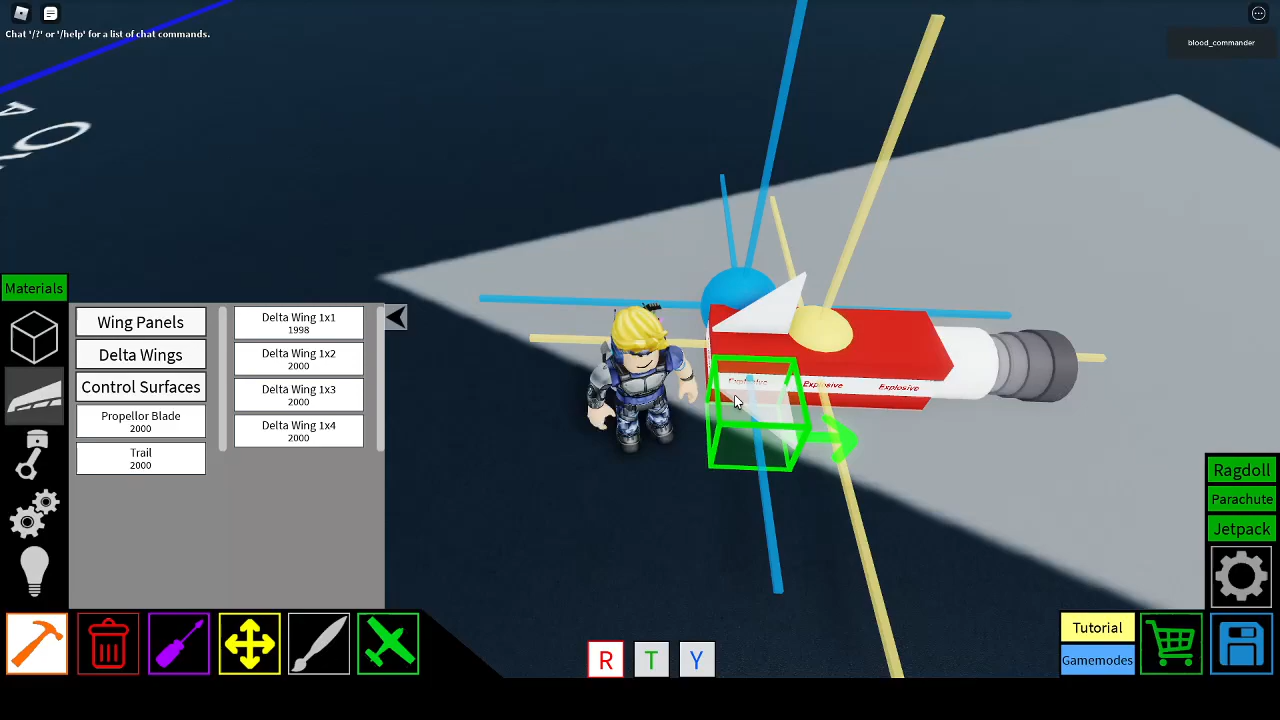 Chat '/?' or '/help' for a list of chat commands.
blood_commander
Materials
Wing Panels
Delta Wings
Control Surfaces
Propellor Blade
2000
Trail
2000
Delta Wing 1x1
1998
Delta Wing 1x2
2000
Delta Wing 1x3
2000
Delta Wing 1x4
2000
Explosive
Explosive
Explosive
Ragdoll
Parachute
Jetpack
Tutorial
Gamemodes
R
T
Y